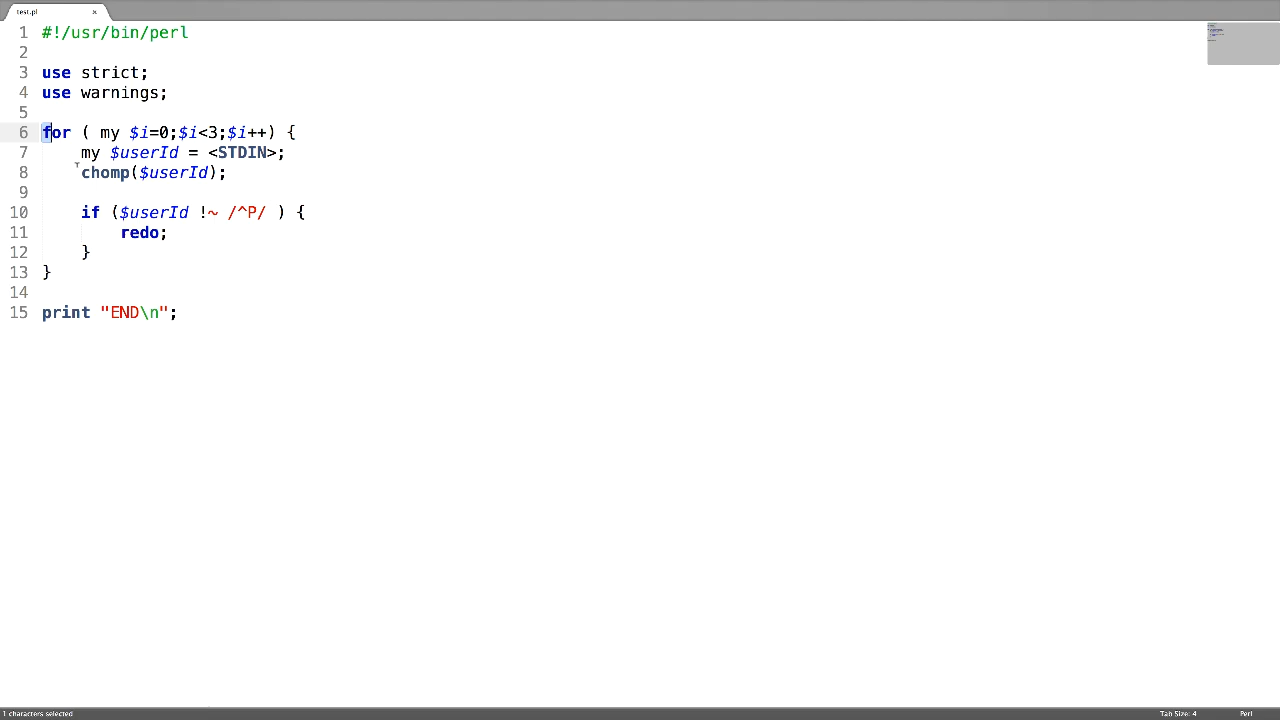 test.pl ×
1 #!/usr/bin/perl
2
3 use strict;
4 use warnings;
5
6 for ( my $i=0;$i<3;$i++) {
7     my $userId = <STDIN>;
8     chomp($userId);
9
10     if ($userId !~ /^P/ ) {
11         redo;
12     }
13 }
14
15 print "END\n";
1 characters selected
Tab Size: 4
Perl